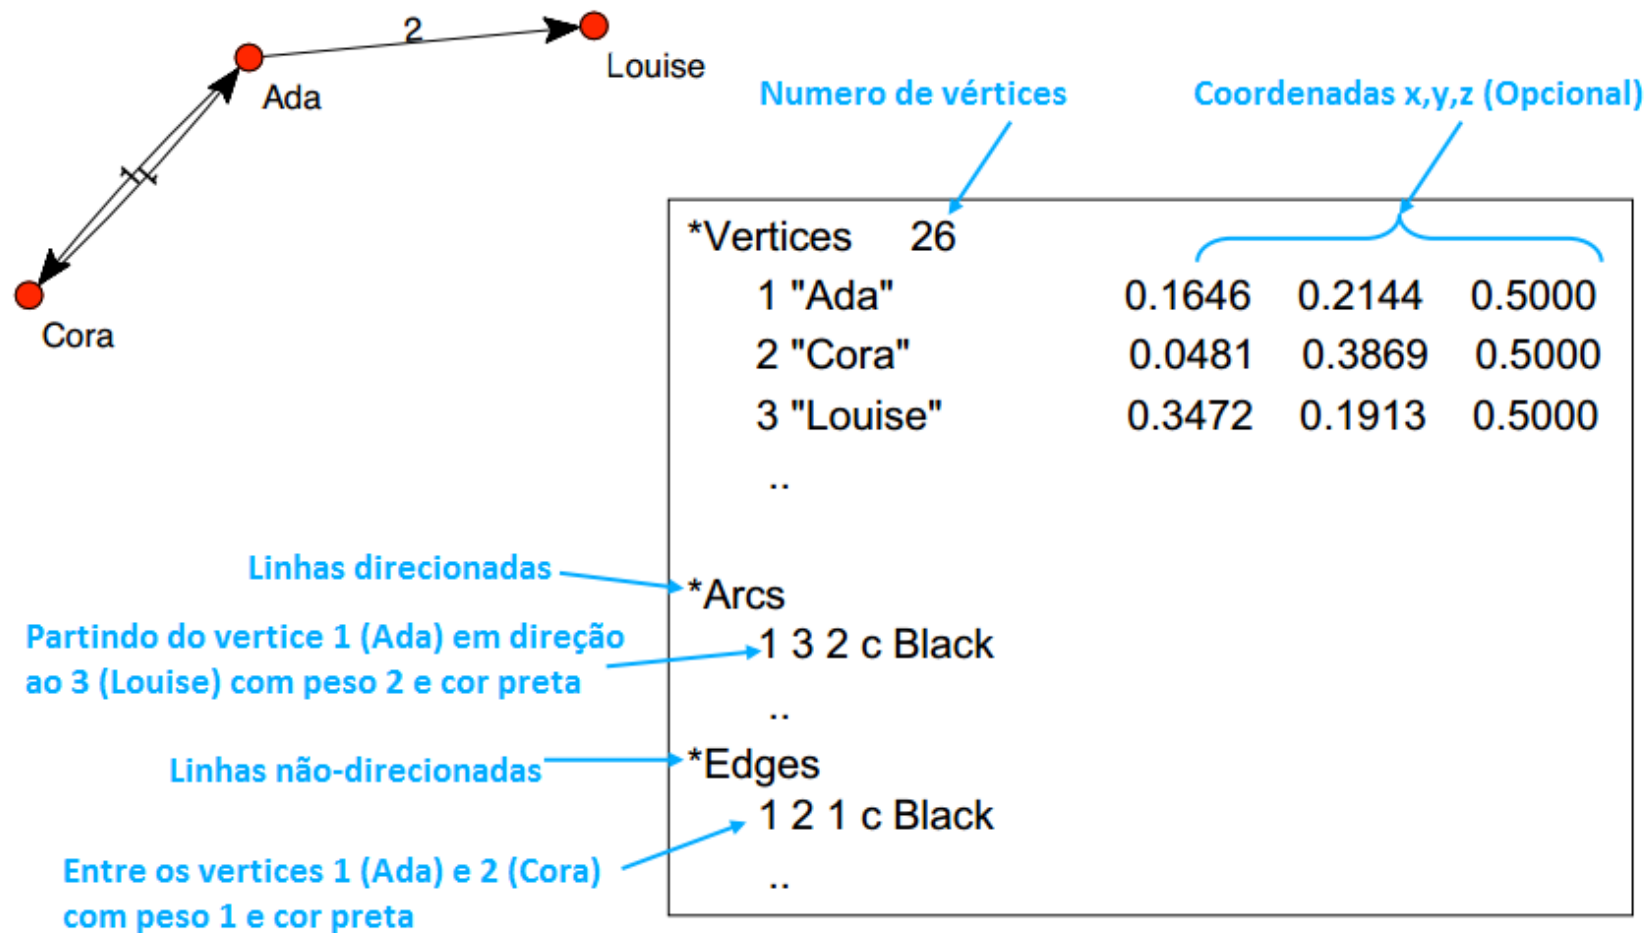 2
Louise
Ada
1
1
Cora
Numero de vértices
Coordenadas x,y,z (Opcional)
*Vertices 26
1 "Ada" 0.1646 0.2144 0.5000
2 "Cora" 0.0481 0.3869 0.5000
3 "Louise" 0.3472 0.1913 0.5000
..
Linhas direcionadas
*Arcs
Partindo do vertice 1 (Ada) em direção
ao 3 (Louise) com peso 2 e cor preta
1 3 2 c Black
..
Linhas não-direcionadas
*Edges
1 2 1 c Black
Entre os vertices 1 (Ada) e 2 (Cora)
com peso 1 e cor preta
..